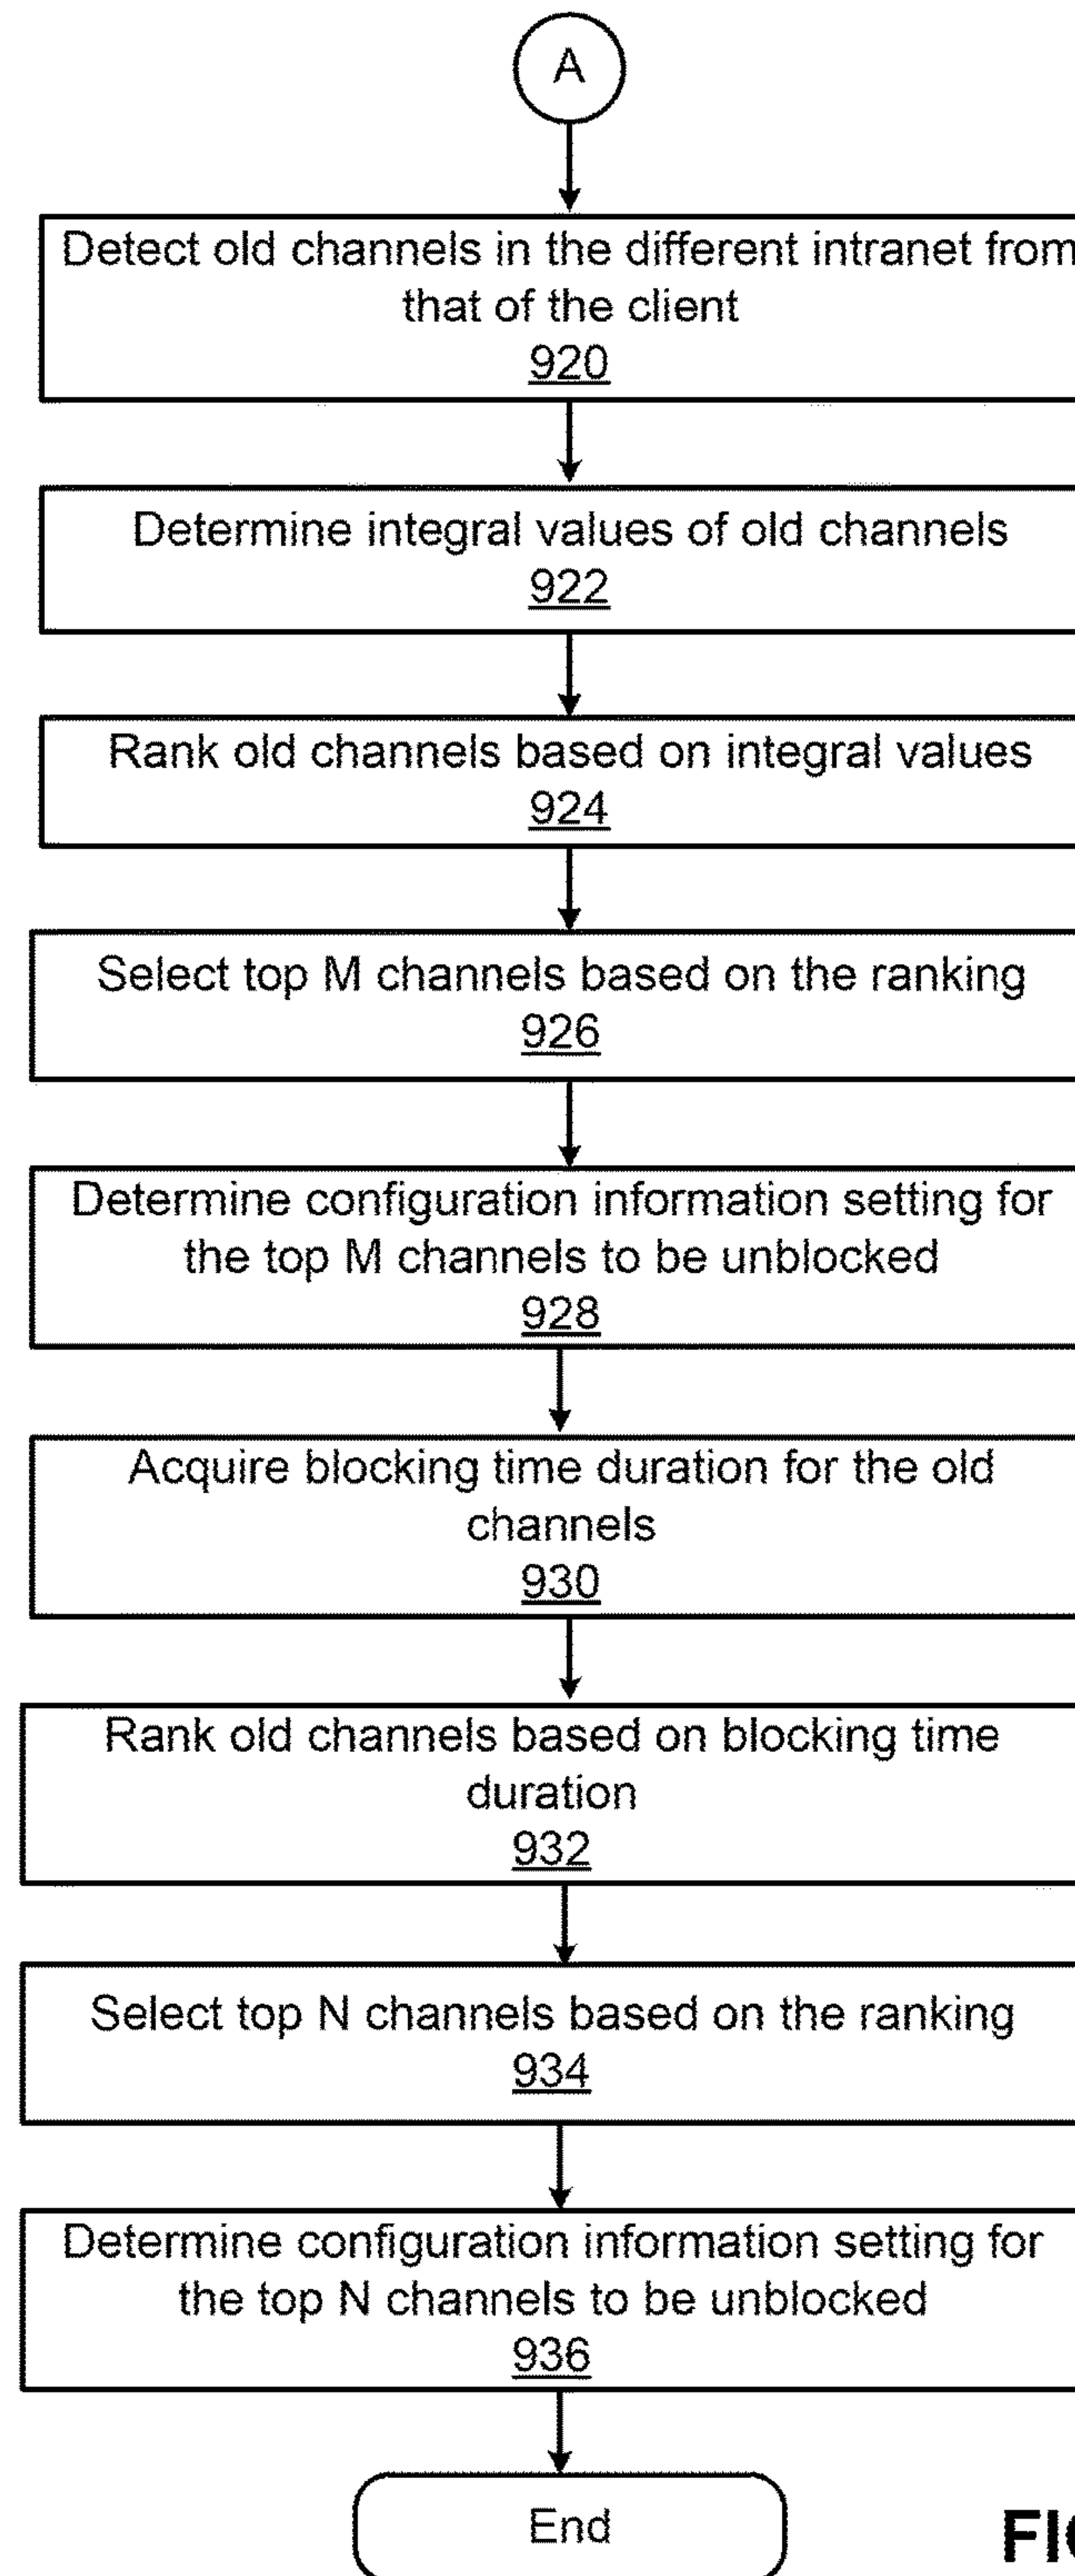 A
Detect old channels in the different intranet from
that of the client
920
Determine integral values of old channels
922
Rank old channels based on integral values
924
Select top M channels based on the ranking
926
Determine configuration information setting for
the top M channels to be unblocked
928
Acquire blocking time duration for the old
channels
930
Rank old channels based on blocking time
duration
932
Select top N channels based on the ranking
934
Determine configuration information setting for
the top N channels to be unblocked
936
End